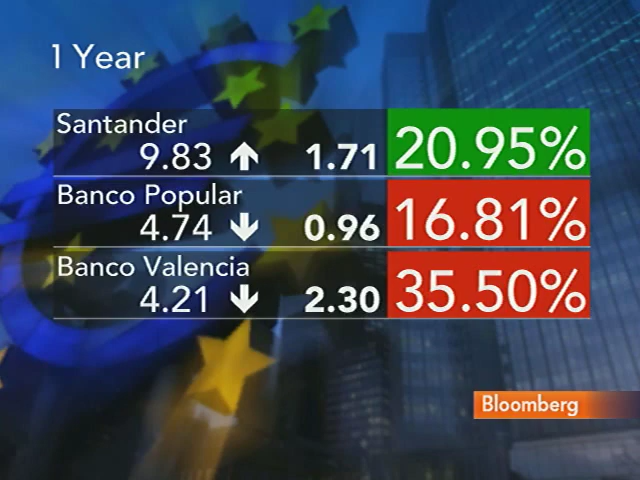 1 Year
Santander
9.83 ↑ 1.71 20.95%
Banco Popular
4.74 ↓ 0.96 16.81%
Banco Valencia
4.21 ↓ 2.30 35.50%
Bloomberg